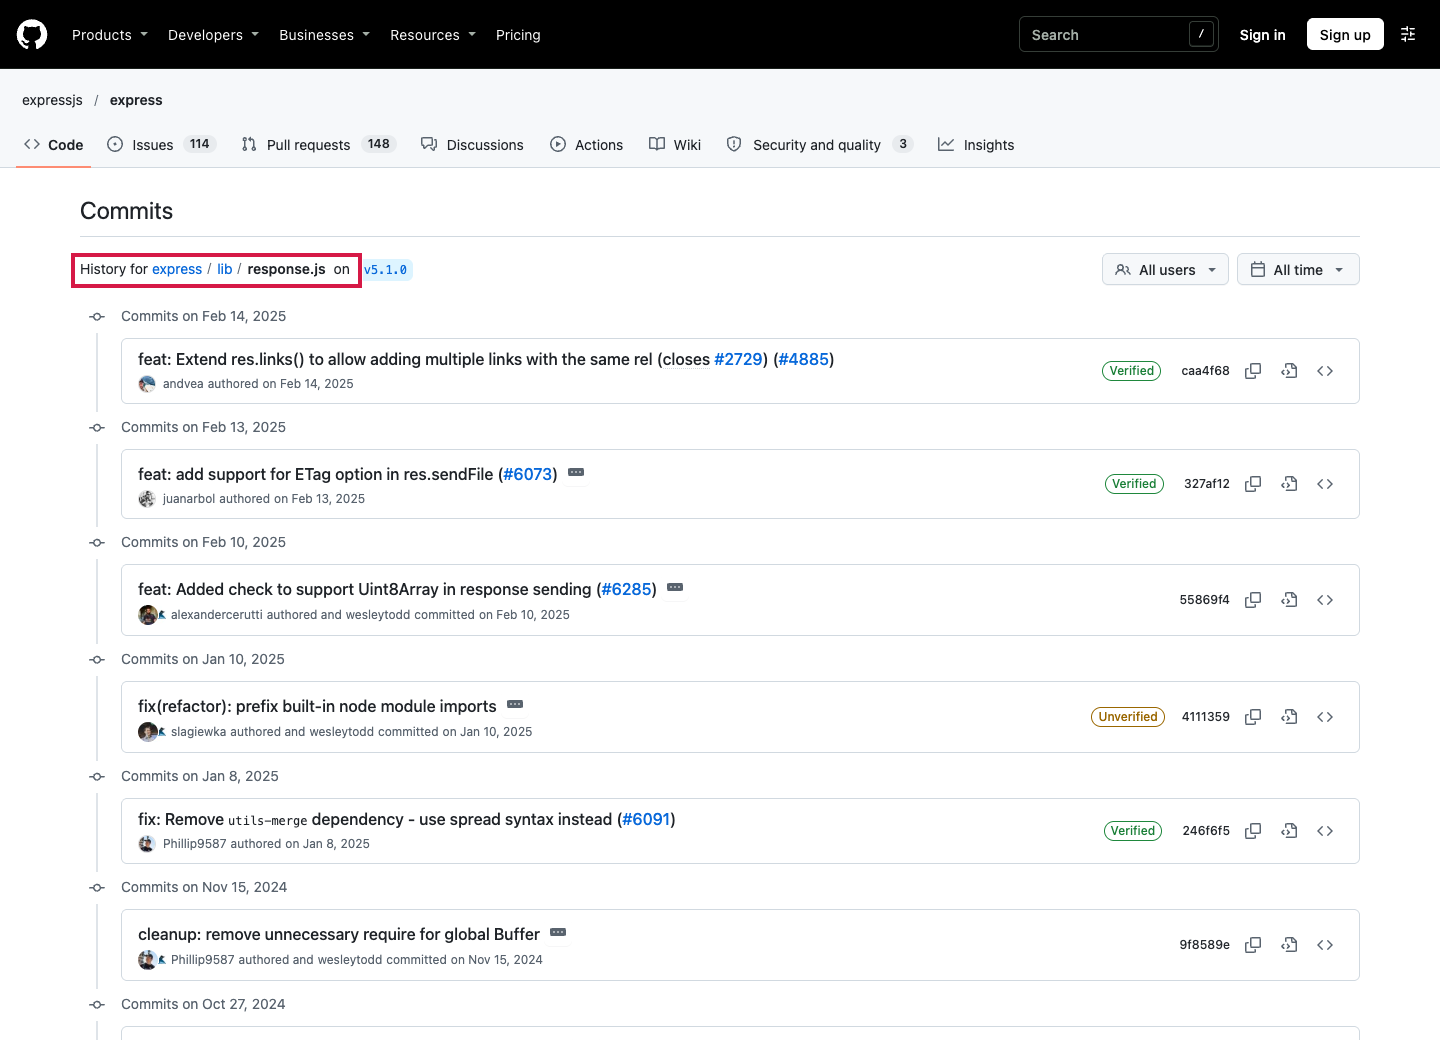 Products Developers Businesses Resources Pricing Search / Sign in Sign up
expressjs / express
Code Issues 114 Pull requests 148 Discussions Actions Wiki Security and quality 3 Insights
Commits
History for express / lib / response.js on v5.1.0 All users All time
Commits on Feb 14, 2025
feat: Extend res.links() to allow adding multiple links with the same rel (closes #2729) (#4885)
andvea authored on Feb 14, 2025
Verified caa4f68
Commits on Feb 13, 2025
feat: add support for ETag option in res.sendFile (#6073)
juanarbol authored on Feb 13, 2025
Verified 327af12
Commits on Feb 10, 2025
feat: Added check to support Uint8Array in response sending (#6285)
alexandercerutti authored and wesleytodd committed on Feb 10, 2025
55869f4
Commits on Jan 10, 2025
fix(refactor): prefix built-in node module imports
slagiewka authored and wesleytodd committed on Jan 10, 2025
Unverified 4111359
Commits on Jan 8, 2025
fix: Remove utils-merge dependency - use spread syntax instead (#6091)
Phillip9587 authored on Jan 8, 2025
Verified 246f6f5
Commits on Nov 15, 2024
cleanup: remove unnecessary require for global Buffer
Phillip9587 authored and wesleytodd committed on Nov 15, 2024
9f8589e
Commits on Oct 27, 2024